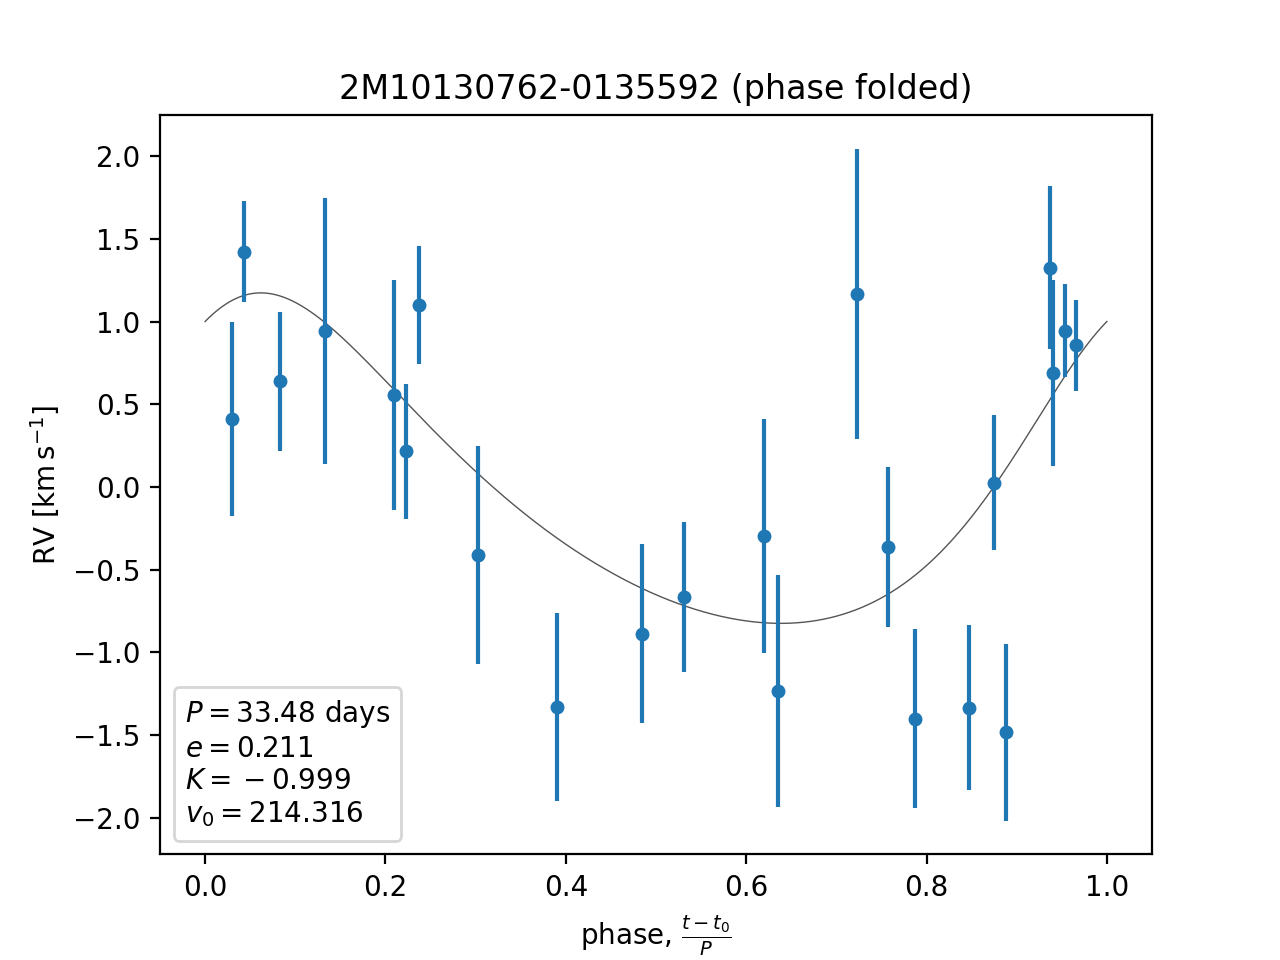 2M10130762-0135592 (phase folded)
2.0
1.5
1.0
0.5
0.0
−0.5
−1.0
−1.5
−2.0
RV [km s⁻¹]
P = 33.48 days
e = 0.211
K = − 0.999
v₀ = 214.316
0.0 0.2 0.4 0.6 0.8 1.0
phase, (t − t₀)/P